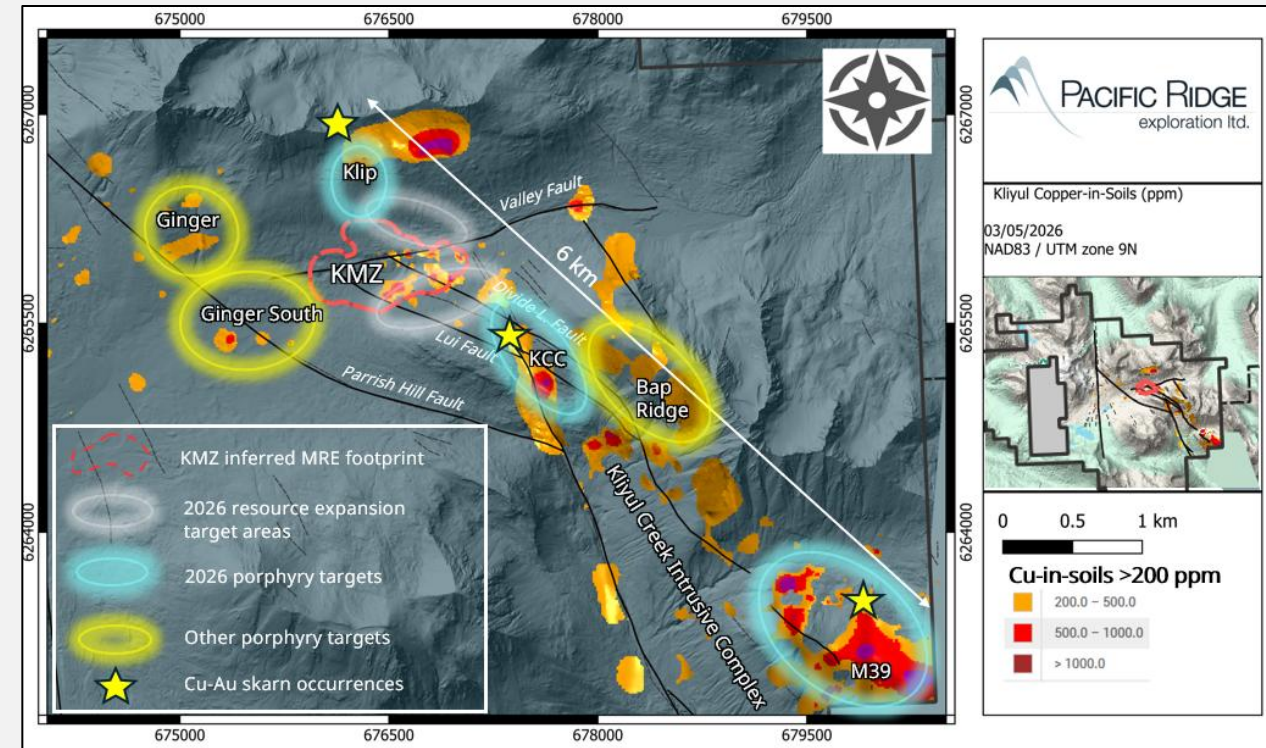 675000
676500
678000
679500
6267000
6265500
6264000
Klip
Ginger
Valley Fault
KMZ
6 km
Ginger South
Divide L. Fault
Lui Fault
KCC
Parrish Hill Fault
Bap
Ridge
Kliyul Creek Intrusive Complex
M39
KMZ inferred MRE footprint
2026 resource expansion
target areas
2026 porphyry targets
Other porphyry targets
Cu-Au skarn occurrences
6267000
6265500
6264000
675000
676500
678000
679500
PACIFIC RIDGE
exploration ltd.
Kliyul Copper-in-Soils (ppm)
03/05/2026
NAD83 / UTM zone 9N
0 0.5 1 km
Cu-in-soils >200 ppm
200.0 – 500.0
500.0 – 1000.0
> 1000.0